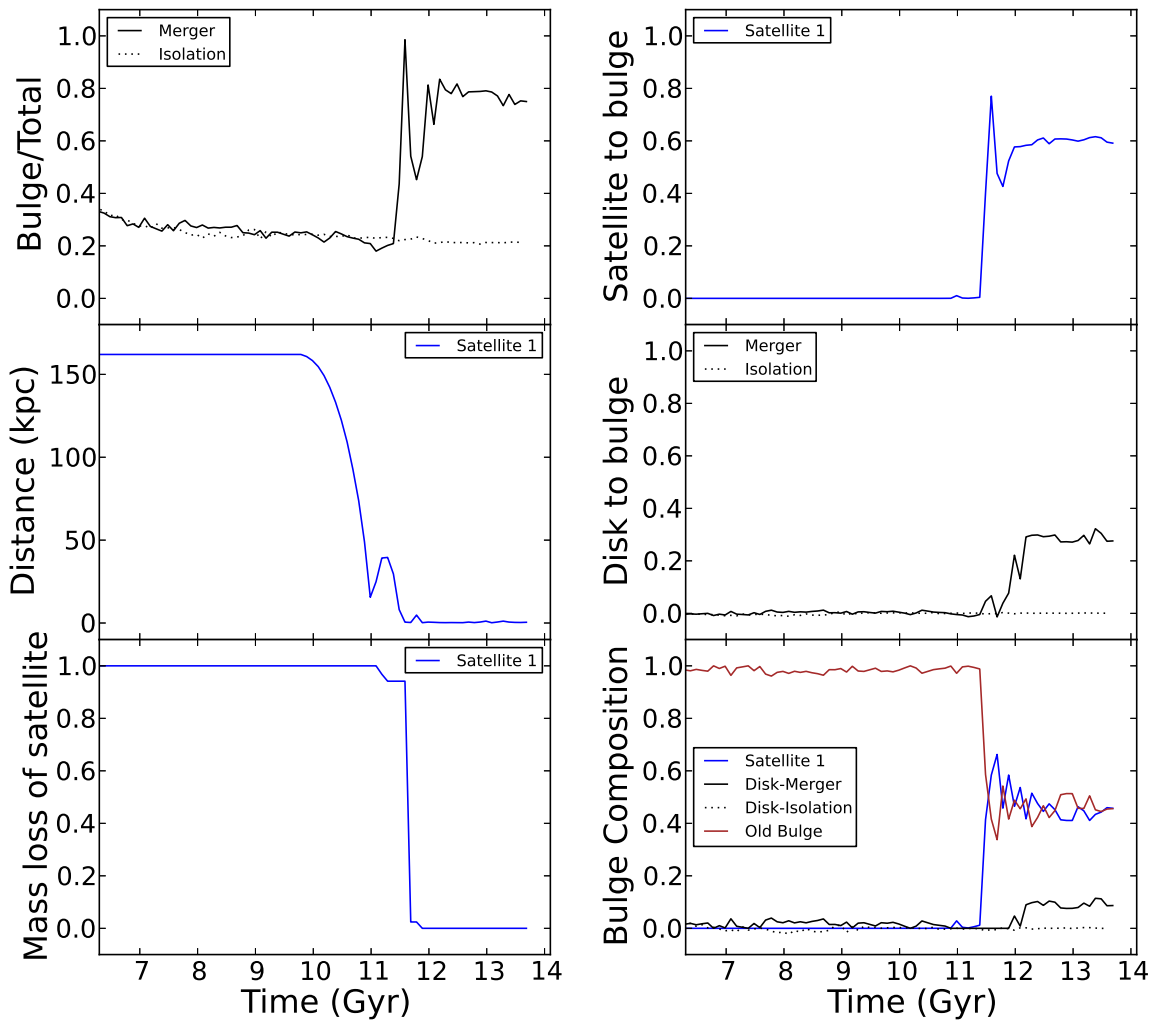 Bulge/Total
1.0
0.8
0.6
0.4
0.2
0.0
Merger
Isolation
Satellite to bulge
1.0
0.8
0.6
0.4
0.2
0.0
Satellite 1
Distance (kpc)
150
100
50
0
Satellite 1
Disk to bulge
1.0
0.8
0.6
0.4
0.2
0.0
Merger
Isolation
Mass loss of satellite
1.0
0.8
0.6
0.4
0.2
0.0
Satellite 1
7 8 9 10 11 12 13 14
Time (Gyr)
Bulge Composition
1.0
0.8
0.6
0.4
0.2
0.0
Satellite 1
Disk-Merger
Disk-Isolation
Old Bulge
7 8 9 10 11 12 13 14
Time (Gyr)